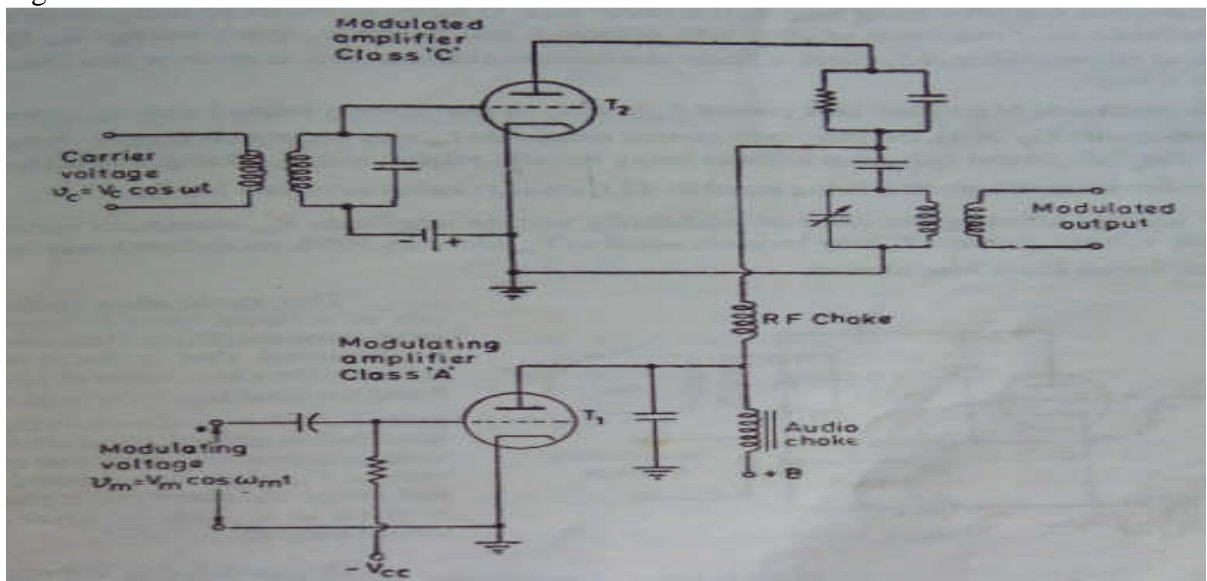 Modulated
amplifier
Class 'C'
T2
Carrier
voltage
υc=Vc cos ωt
- +
Modulated
output
RF Choke
Modulating
amplifier
Class 'A'
T1
Modulating
voltage
υm=Vm cos ωmt
Audio
choke
+ B
- Vcc